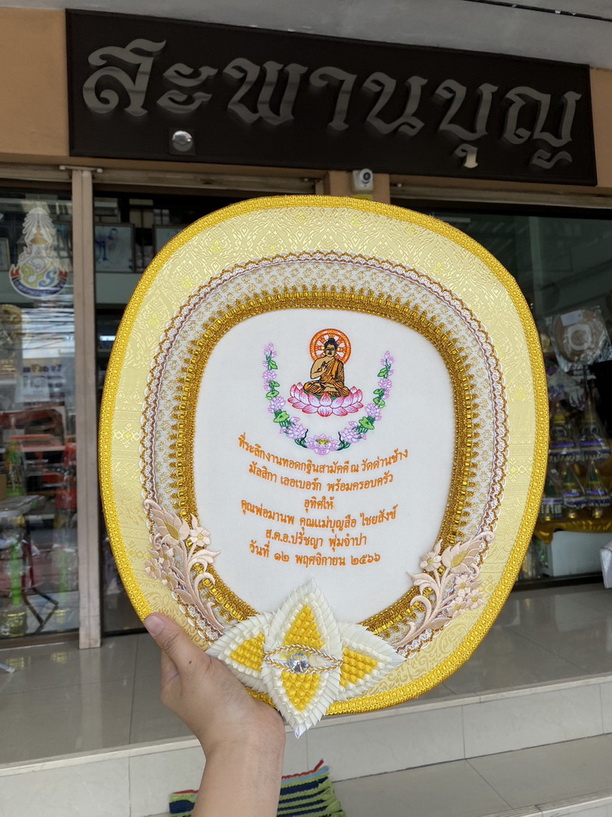 สะพานบุญ
ที่ระลึกงานทอดกฐินสามัคคี ณ วัดด่านช้าง
มัลลิกา เลอเบอร์ก พร้อมครอบครัว
อุทิศให้
คุณพ่อมานพ คุณแม่บุญลือ ไชยสังข์
ส.ต.อ.ปรัชญา พุ่มจำปา
วันที่ ๑๒ พฤศจิกายน ๒๕๖๖